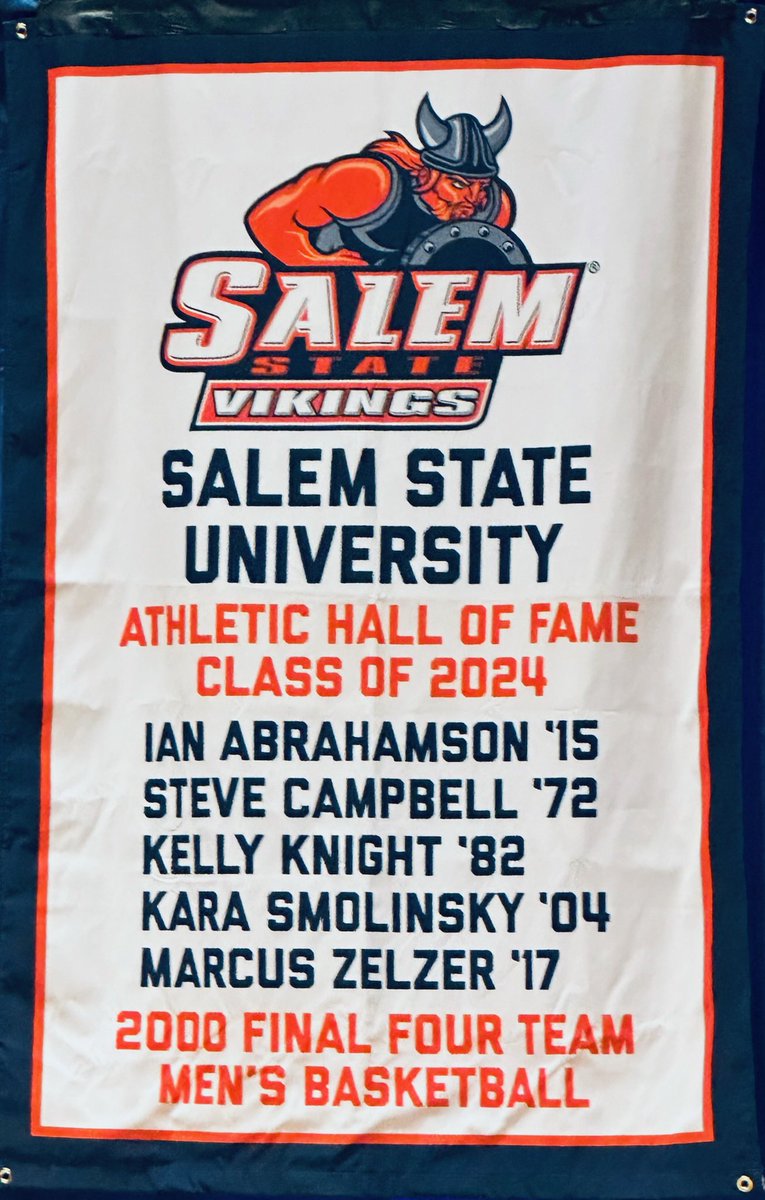 SALEM
STATE
VIKINGS
SALEM STATE
UNIVERSITY
ATHLETIC HALL OF FAME
CLASS OF 2024
IAN ABRAHAMSON '15
STEVE CAMPBELL '72
KELLY KNIGHT '82
KARA SMOLINSKY '04
MARCUS ZELZER '17
2000 FINAL FOUR TEAM
MEN'S BASKETBALL